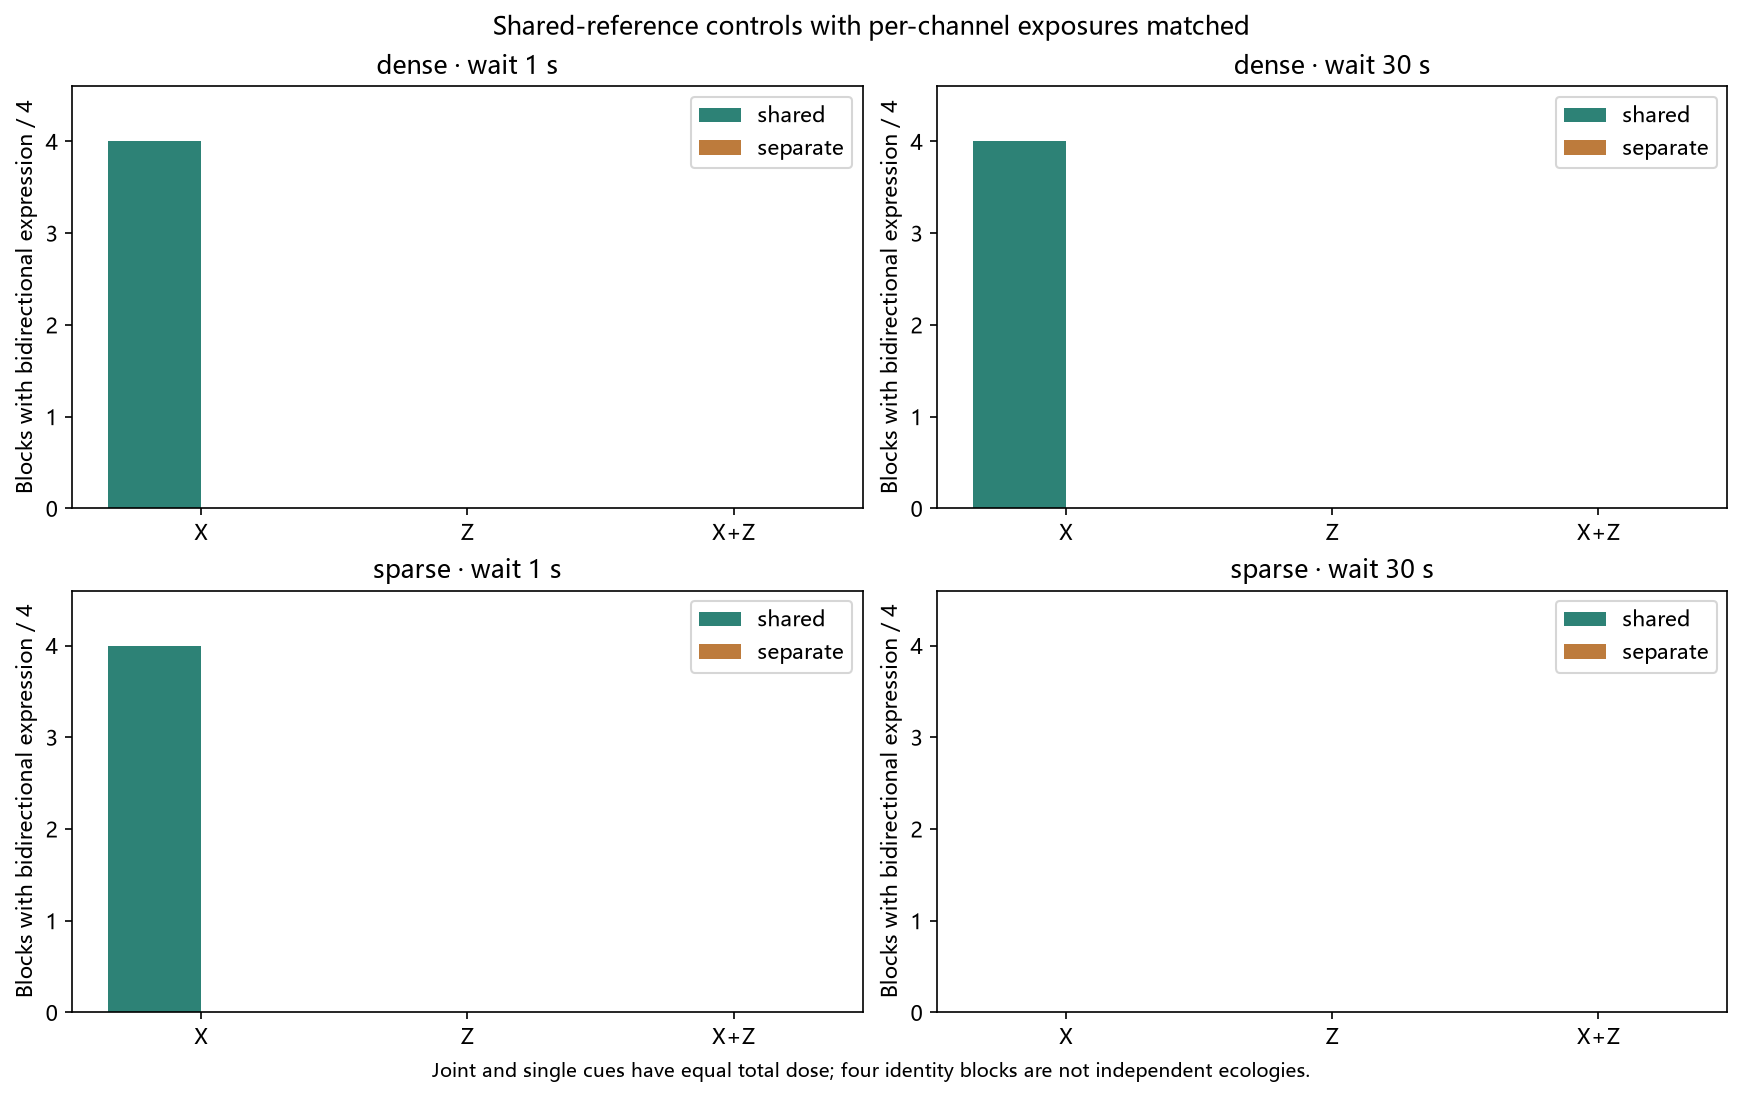 Shared-reference controls with per-channel exposures matched
dense · wait 1 s
Blocks with bidirectional expression / 4
4
3
2
1
0
X
Z
X+Z
shared
separate
dense · wait 30 s
Blocks with bidirectional expression / 4
4
3
2
1
0
X
Z
X+Z
shared
separate
sparse · wait 1 s
Blocks with bidirectional expression / 4
4
3
2
1
0
X
Z
X+Z
shared
separate
sparse · wait 30 s
Blocks with bidirectional expression / 4
4
3
2
1
0
X
Z
X+Z
shared
separate
Joint and single cues have equal total dose; four identity blocks are not independent ecologies.